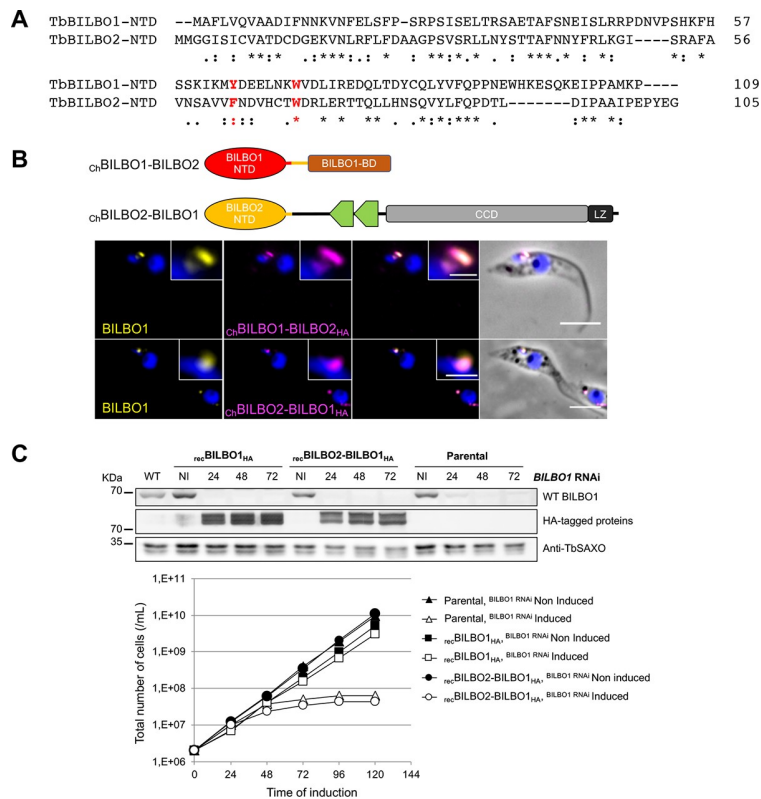 A
TbBILBO1-NTD --MAFLVQVAADIFNNKVNFELSFP-SRPSISELTRSAETAFSNEISLRRPDNVPSHKFH 57
TbBILBO2-NTD MMGGISICVATDCDGEKVNLRFLFDAAGPSVSRLLNYSTTAFNNYFRLKGI----SRAFA 56
TbBILBO1-NTD SSKIKMYDEELNKWVDLIREDQLTDYCQLYVFQPPNEWHKESQKEIPPAMKP---- 109
TbBILBO2-NTD VNSAVVFNDVHCTWDRLERTTQLLHNSQVYLFQPDTL-------DIPAAIPEPYEG 105
B
ChBILBO1-BILBO2 BILBO1 NTD BILBO1-BD
ChBILBO2-BILBO1 BILBO2 NTD CCD LZ
BILBO1 ChBILBO1-BILBO2HA
BILBO1 ChBILBO2-BILBO1HA
C
recBILBO1HA recBILBO2-BILBO1HA Parental
KDa WT NI 24 48 72 NI 24 48 72 NI 24 48 72 BILBO1 RNAi
70 WT BILBO1
70 HA-tagged proteins
35 Anti-TbSAXO
Total number of cells (/mL)
1,E+11
1,E+10
1,E+09
1,E+08
1,E+07
1,E+06
0 24 48 72 96 120 144
Time of induction
Parental, BILBO1 RNAi Non Induced
Parental, BILBO1 RNAi Induced
recBILBO1HA, BILBO1 RNAi Non Induced
recBILBO1HA, BILBO1 RNAi Induced
recBILBO2-BILBO1HA, BILBO1 RNAi Non induced
recBILBO2-BILBO1HA, BILBO1 RNAi Induced